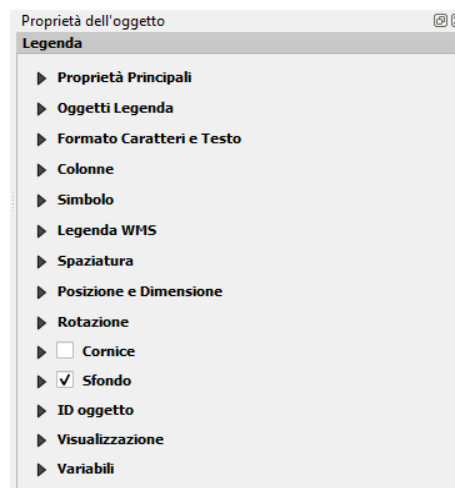 Proprietà dell'oggetto
Legenda
Proprietà Principali
Oggetti Legenda
Formato Caratteri e Testo
Colonne
Simbolo
Legenda WMS
Spaziatura
Posizione e Dimensione
Rotazione
Cornice
Sfondo
ID oggetto
Visualizzazione
Variabili